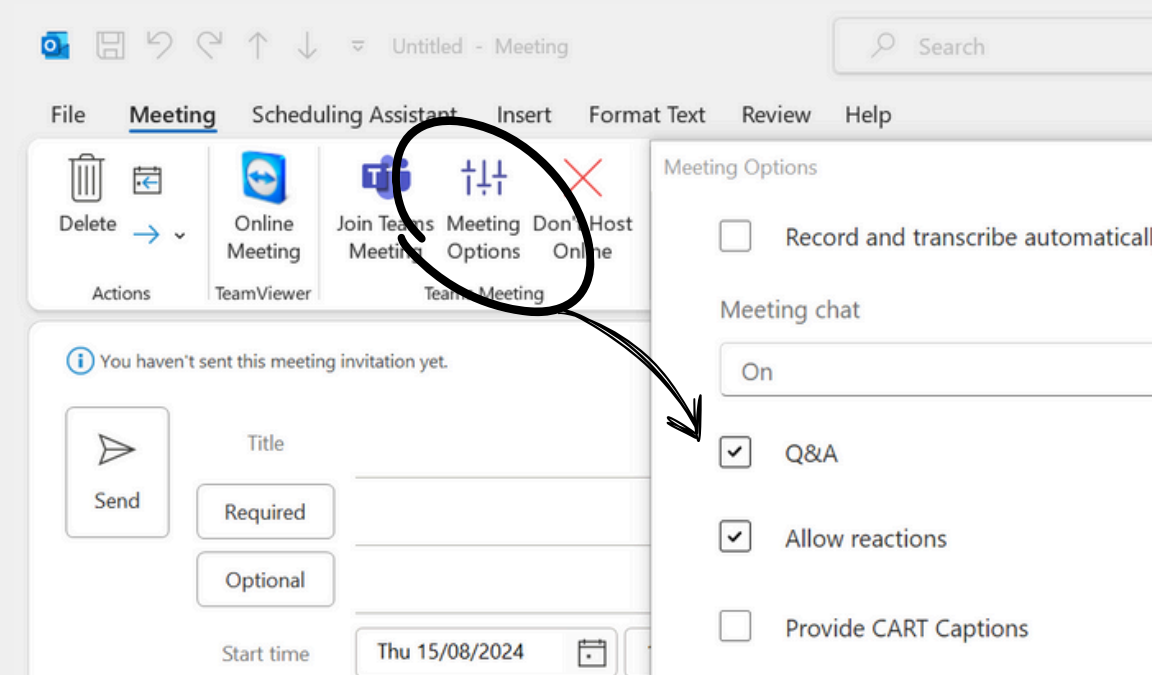 Untitled - Meeting
Search
File Meeting Scheduling Assistant Insert Format Text Review Help
Delete
Actions
Online
Meeting
TeamViewer
Join Teams
Meeting
Meeting
Options
Don't Host
Online
Teams Meeting
You haven't sent this meeting invitation yet.
Send
Title
Required
Optional
Start time
Thu 15/08/2024
Meeting Options
Record and transcribe automaticall
Meeting chat
On
Q&A
Allow reactions
Provide CART Captions